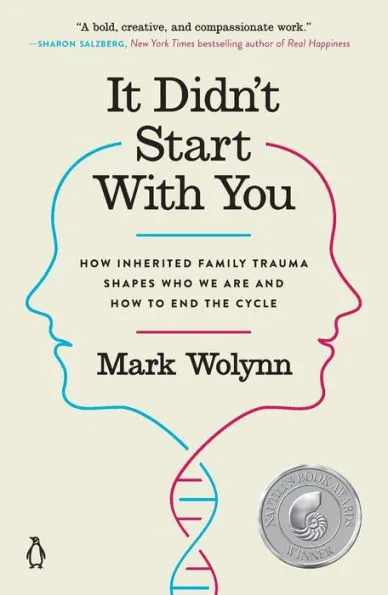 "A bold, creative, and compassionate work."
—SHARON SALZBERG, New York Times bestselling author of Real Happiness
It Didn't
Start
With You
HOW INHERITED FAMILY TRAUMA
SHAPES WHO WE ARE AND
HOW TO END THE CYCLE
Mark Wolynn
NAUTILUS BOOK AWARDS
WINNER